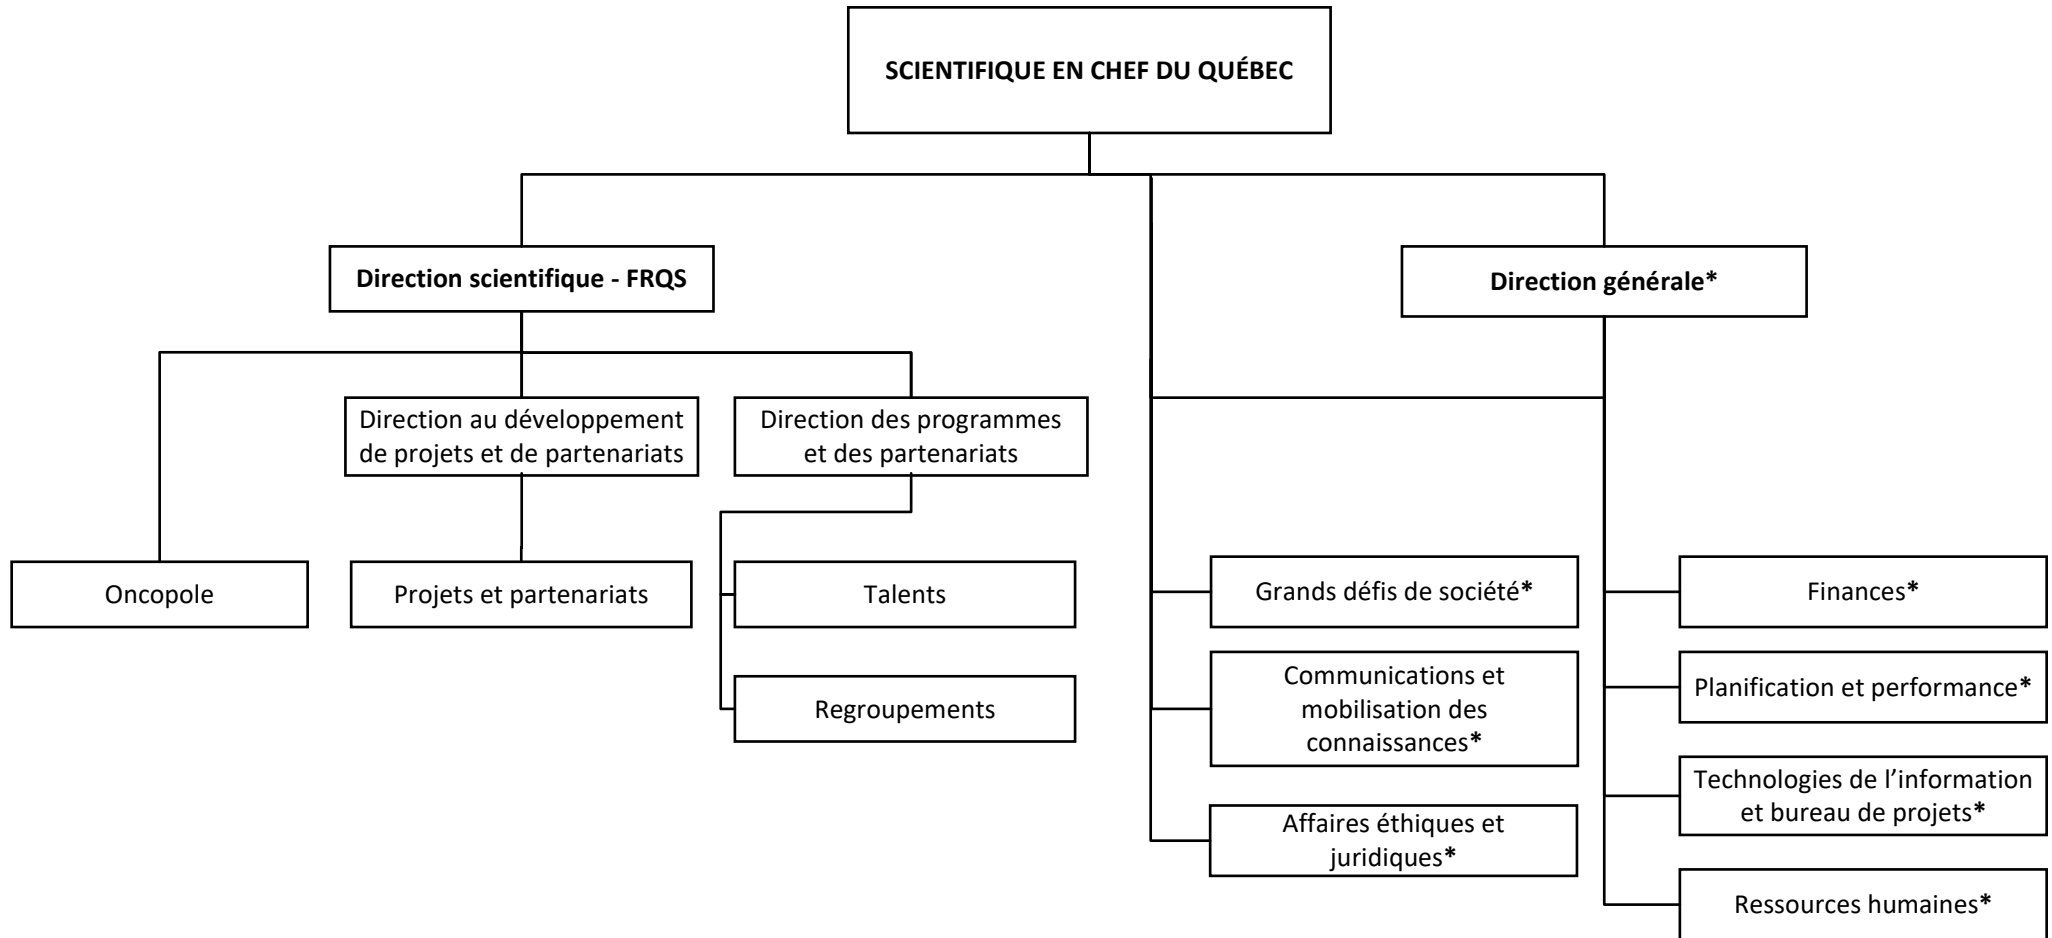 SCIENTIFIQUE EN CHEF DU QUÉBEC
Direction scientifique - FRQS
Direction générale*
Direction au développement
de projets et de partenariats
Direction des programmes
et des partenariats
Oncopole
Projets et partenariats
Talents
Regroupements
Grands défis de société*
Communications et
mobilisation des
connaissances*
Affaires éthiques et
juridiques*
Finances*
Planification et performance*
Technologies de l’information
et bureau de projets*
Ressources humaines*